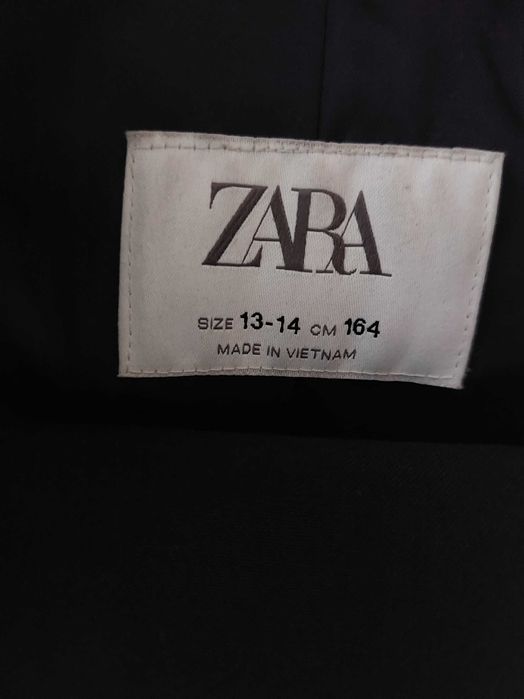 ZARA
SIZE 13-14 CM 164
MADE IN VIETNAM